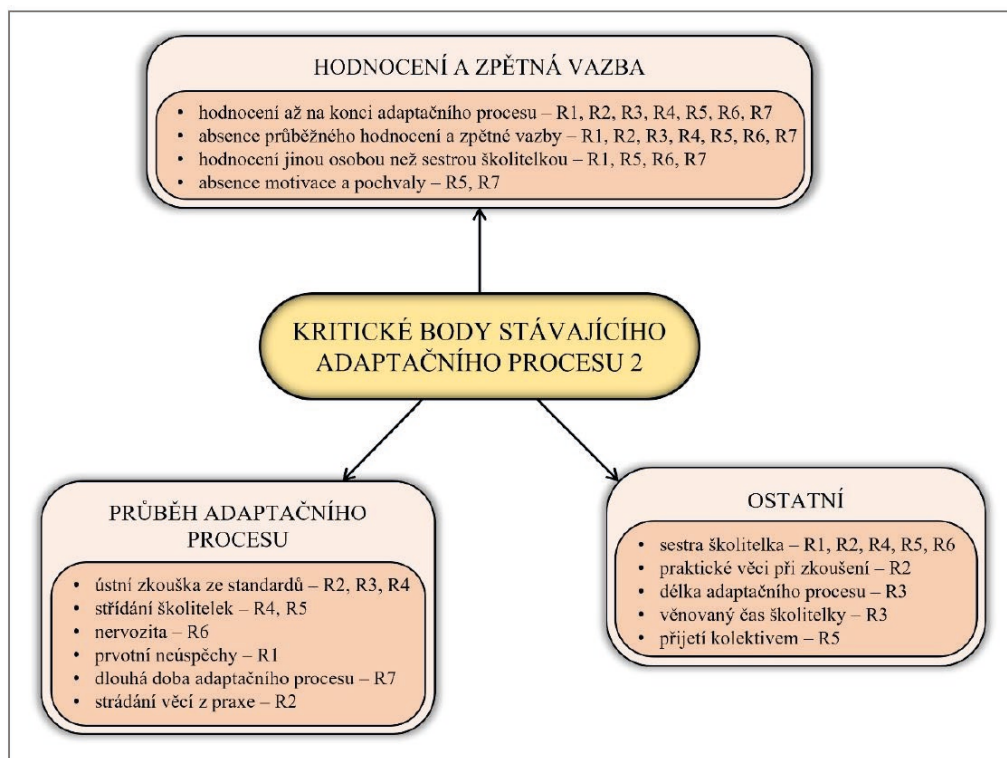 HODNOCENÍ A ZPĚTNÁ VAZBA
• hodnocení až na konci adaptačního procesu – R1, R2, R3, R4, R5, R6, R7
• absence průběžného hodnocení a zpětné vazby – R1, R2, R3, R4, R5, R6, R7
• hodnocení jinou osobou než sestrou školitelkou – R1, R5, R6, R7
• absence motivace a pochvaly – R5, R7
KRITICKÉ BODY STÁVAJÍCÍHO
ADAPTAČNÍHO PROCESU 2
PRŮBĚH ADAPTAČNÍHO
PROCESU
• ústní zkouška ze standardů – R2, R3, R4
• střídání školitelek – R4, R5
• nervozita – R6
• prvotní neúspěchy – R1
• dlouhá doba adaptačního procesu – R7
• strádání věcí z praxe – R2
OSTATNÍ
• sestra školitelka – R1, R2, R4, R5, R6
• praktické věci při zkoušení – R2
• délka adaptačního procesu – R3
• věnovaný čas školitelky – R3
• přijetí kolektivem – R5